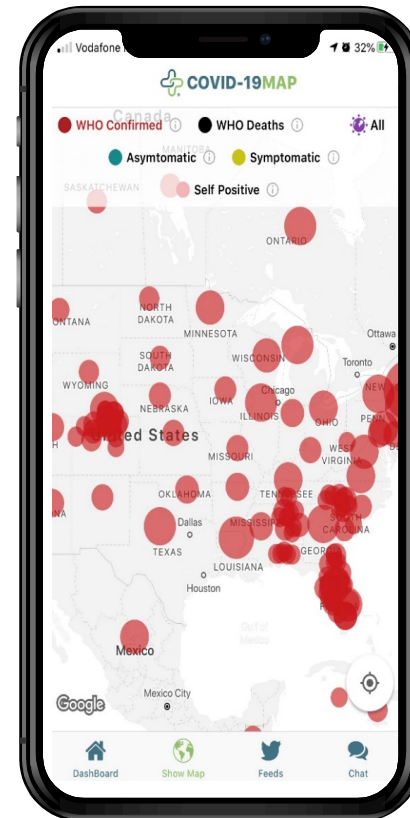 Vodafone
32%
COVID-19MAP
Canada
WHO Confirmed
WHO Deaths
All
MANITOBA
Asymtomatic
Symptomatic
SASKATCHEWAN
Self Positive
ONTARIO
NORTH
DAKOTA
MINNESOTA
Ottawa
SOUTH
DAKOTA
WISCONSIN
Toronto
WYOMING
IOWA
Chicago
NEBRASKA
ILLINOIS
OHIO
PENN
NEW
United States
MISSOURI
WEST
VIRGINIA
OKLAHOMA
TENNESSEE
Dallas
MISSISSIPPI
CAROLINA
TEXAS
LOUISIANA
GEORG
Houston
Gulf of
Mexico
Mexico
Mexico City
Google
DashBoard
Show Map
Feeds
Chat